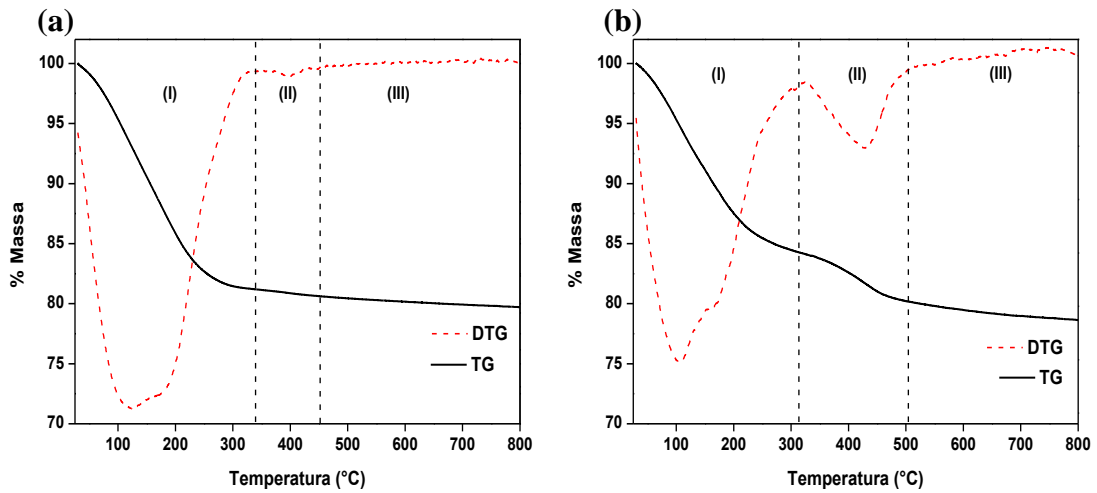 (a)
100
95
90
85
80
75
70
% Massa
(I)
(II)
(III)
DTG
TG
100 200 300 400 500 600 700 800
Temperatura (°C)
(b)
100
95
90
85
80
75
70
% Massa
(I)
(II)
(III)
DTG
TG
100 200 300 400 500 600 700 800
Temperatura (°C)